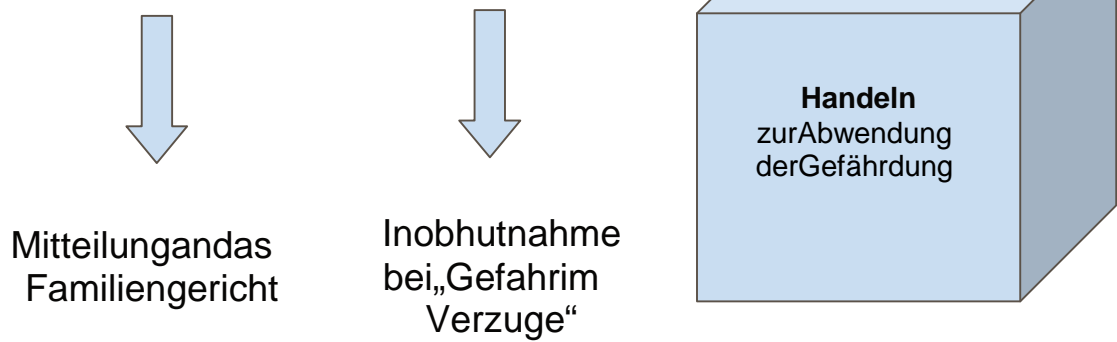 Mitteilungandas
Familiengericht
Inobhutnahme
bei„Gefahrim
Verzuge“
Handeln
zurAbwendung
derGefährdung